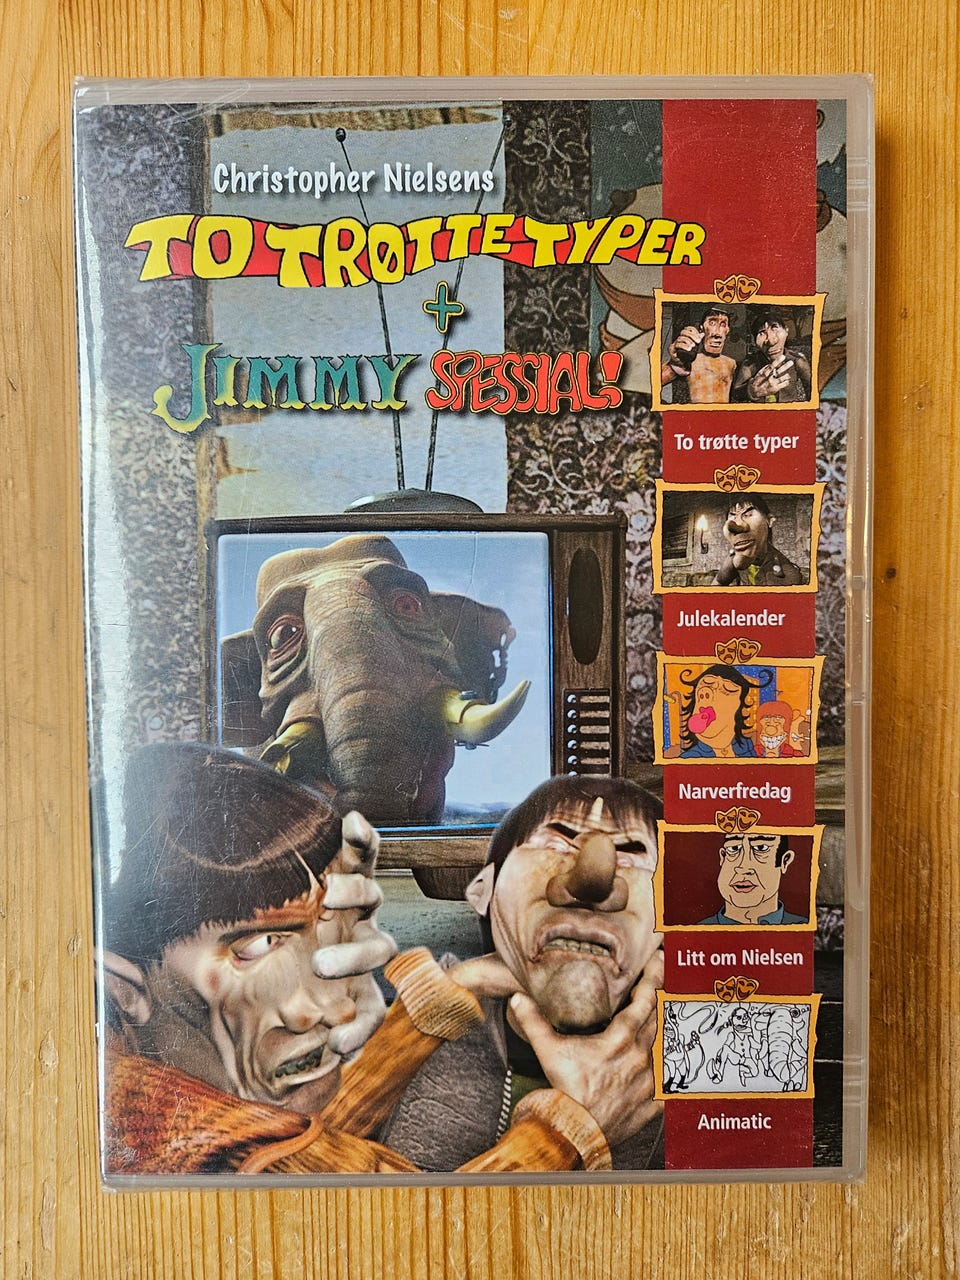 Christopher Nielsens
TO TRØTTE TYPER
+
JIMMY SPESSIAL!
To trøtte typer
Julekalender
Narverfredag
Litt om Nielsen
Animatic